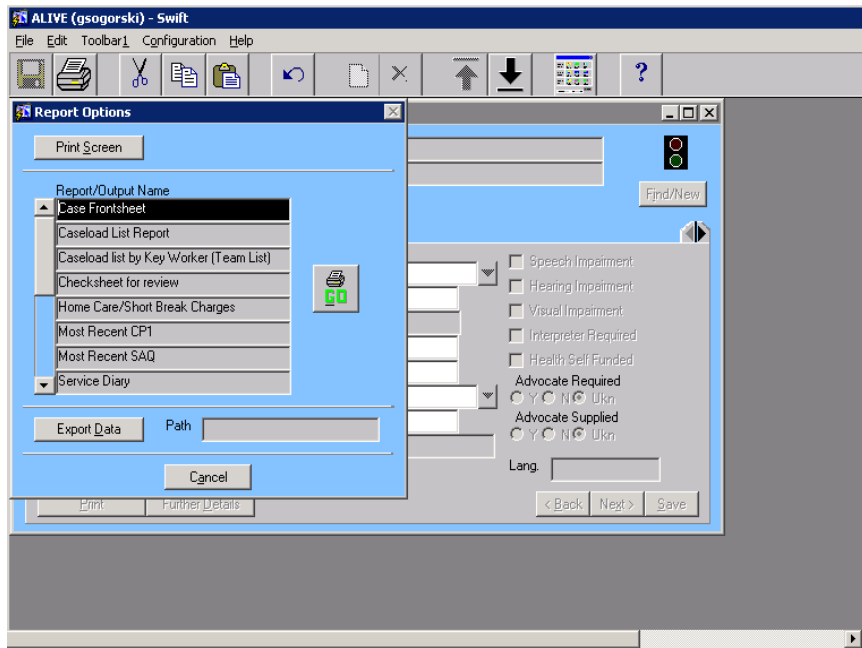 ALIVE (gsogorski) - Swift
File Edit Toolbar1 Configuration Help
?
Report Options
Print Screen
Report/Output Name
Case Frontsheet
Caseload List Report
Caseload list by Key Worker (Team List)
Checksheet for review
Home Care/Short Break Charges
Most Recent CP1
Most Recent SAQ
Service Diary
GO
Export Data Path
Cancel
Find/New
Speech Impairment
Hearing Impairment
Visual Impairment
Interpreter Required
Health Self Funded
Advocate Required
Y N Ukn
Advocate Supplied
Y N Ukn
Lang.
Print Further Details < Back Next > Save